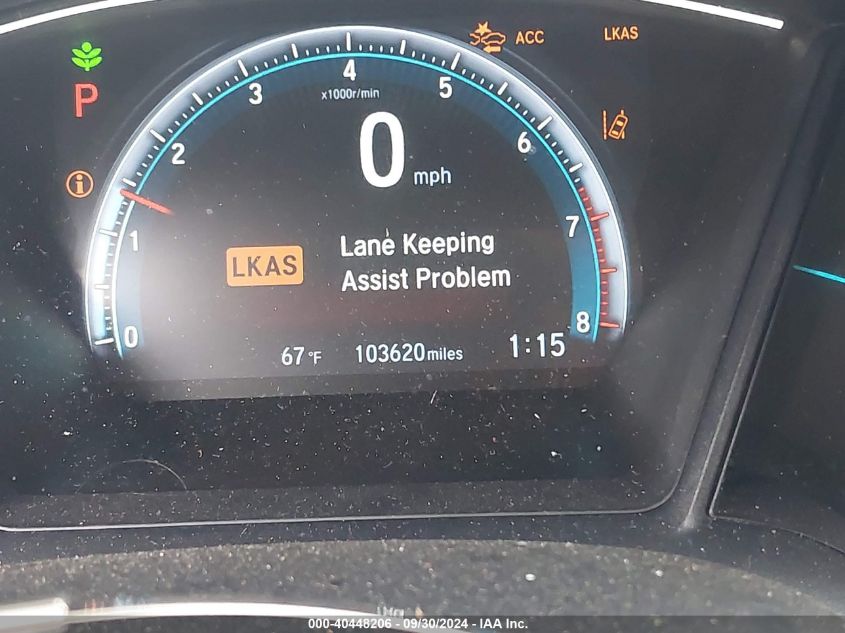 ACC
LKAS
P
4
x1000r/min
3
5
2
6
0
mph
1
7
LKAS
Lane Keeping
Assist Problem
0
8
67°F
103620 miles
1:15
000-40448206 - 09/30/2024 - IAA Inc.